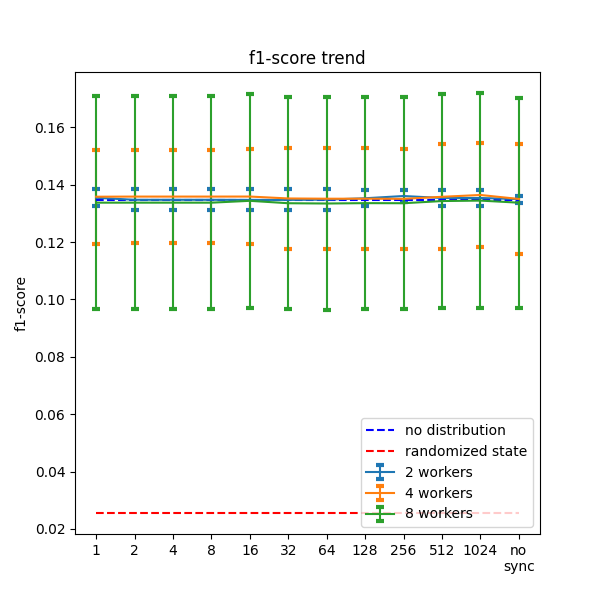 f1-score trend
f1-score
0.16
0.14
0.12
0.10
0.08
0.06
0.04
0.02
no distribution
randomized state
2 workers
4 workers
8 workers
1 2 4 8 16 32 64 128 256 512 1024 no
sync